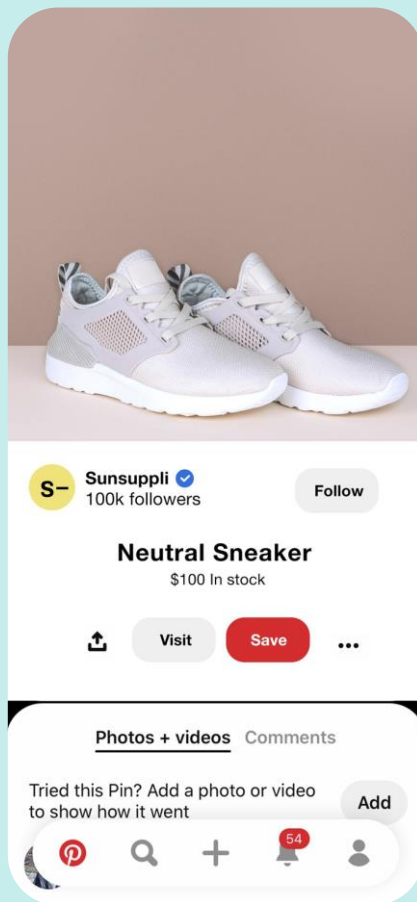 S–
Sunsuppli
100k followers
Follow
Neutral Sneaker
$100 In stock
Visit
Save
Photos + videos
Comments
Tried this Pin? Add a photo or video
to show how it went
Add
54